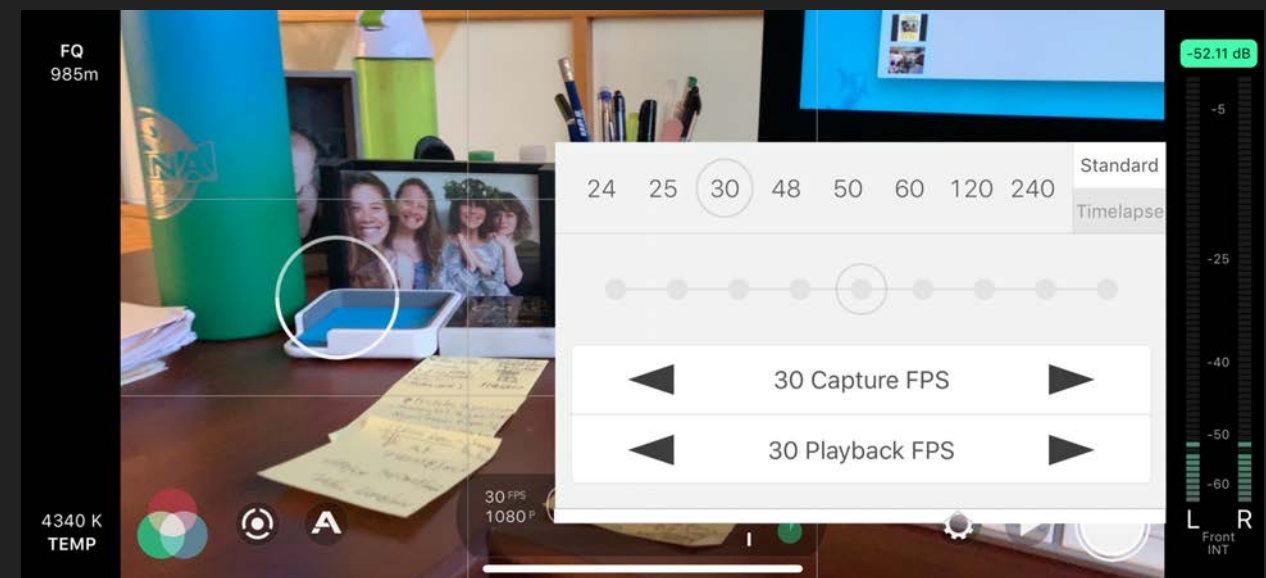 FQ
985m
-52.11 dB
-5
24 25 30 48 50 60 120 240
Standard
Timelapse
-25
30 Capture FPS
-40
30 Playback FPS
-50
-60
30 FPS
1080 P
4340 K
TEMP
A
L R
Front
INT